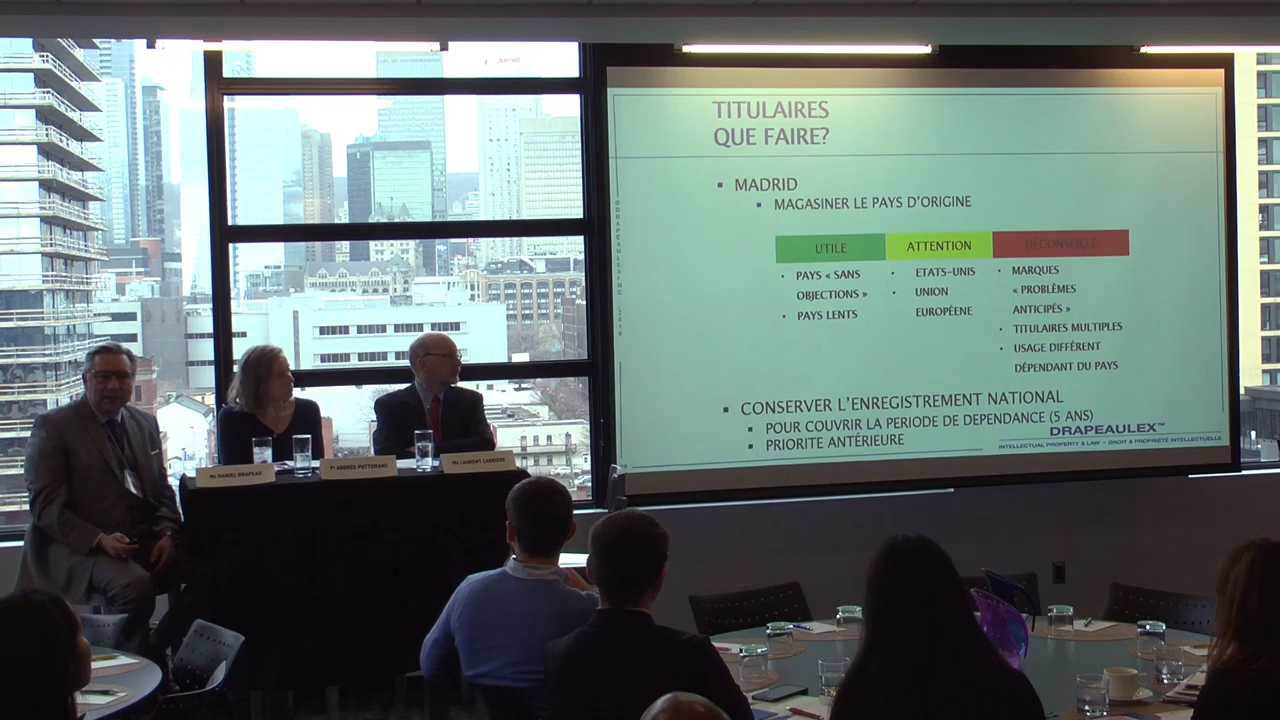 TITULAIRES
QUE FAIRE?
▪ MADRID
▪ MAGASINER LE PAYS D'ORIGINE
UTILE
ATTENTION
DÉCONSEILLÉ
• PAYS « SANS
OBJECTIONS »
• PAYS LENTS
• ETATS-UNIS
• UNION
EUROPÉENE
• MARQUES
« PROBLÈMES
ANTICIPÉS »
• TITULAIRES MULTIPLES
• USAGE DIFFÉRENT
DÉPENDANT DU PAYS
▪ CONSERVER L'ENREGISTREMENT NATIONAL
▪ POUR COUVRIR LA PERIODE DE DEPENDANCE (5 ANS)
▪ PRIORITE ANTÉRIEURE
DRAPEAULEX™
INTELLECTUAL PROPERTY & LAW - DROIT & PROPRIÉTÉ INTELLECTUELLE
Me DANIEL DRAPEAU
Pr ANDRÉE PUTTEMANS
Me LAURENT CARRIÈRE